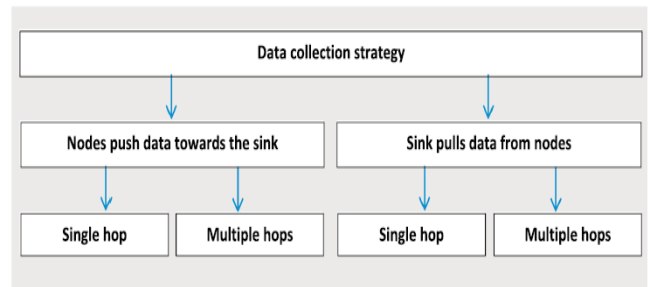 Data collection strategy
Nodes push data towards the sink
Sink pulls data from nodes
Single hop
Multiple hops
Single hop
Multiple hops